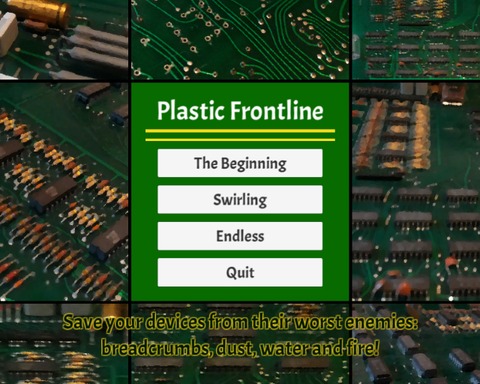 Plastic Frontline
The Beginning
Swirling
Endless
Quit
Save your devices from their worst enemies:
breadcrumbs, dust, water and fire!